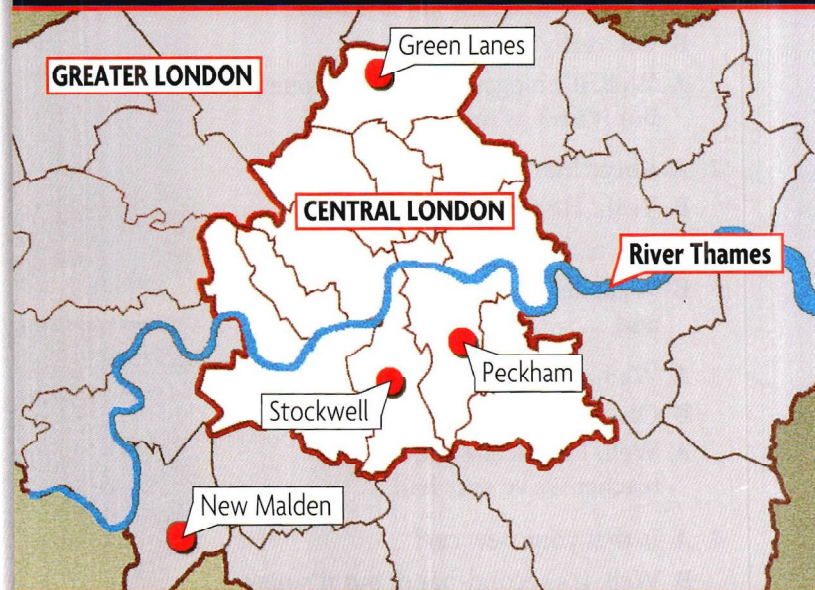 Green Lanes
GREATER LONDON
CENTRAL LONDON
River Thames
Peckham
Stockwell
New Malden